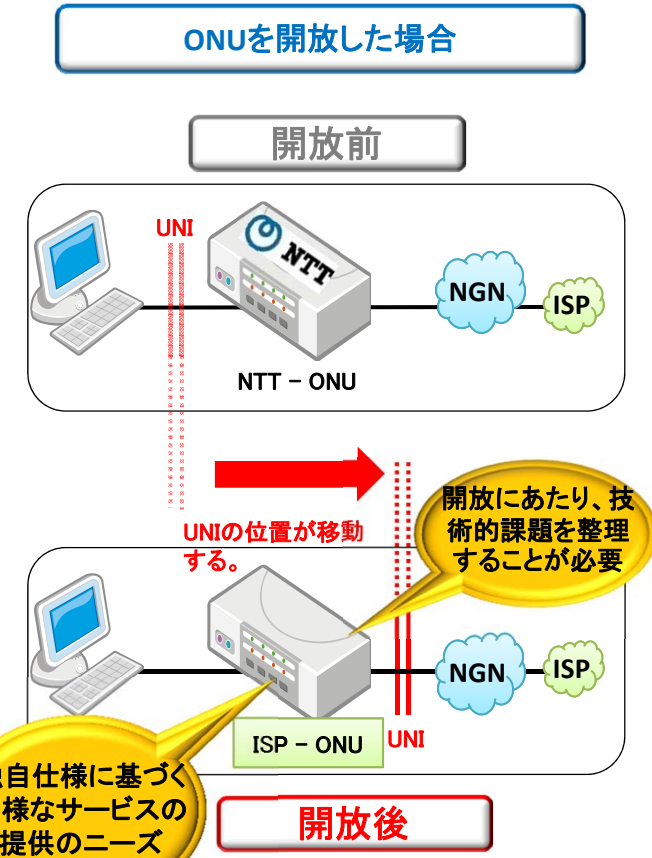 ONUを開放した場合
開放前
UNI
NTT
NGN
ISP
NTT － ONU
UNIの位置が移動
する。
開放にあたり、技
術的課題を整理
することが必要
NGN
ISP
ISP － ONU
UNI
自仕様に基づく
様なサービスの
提供のニーズ
開放後